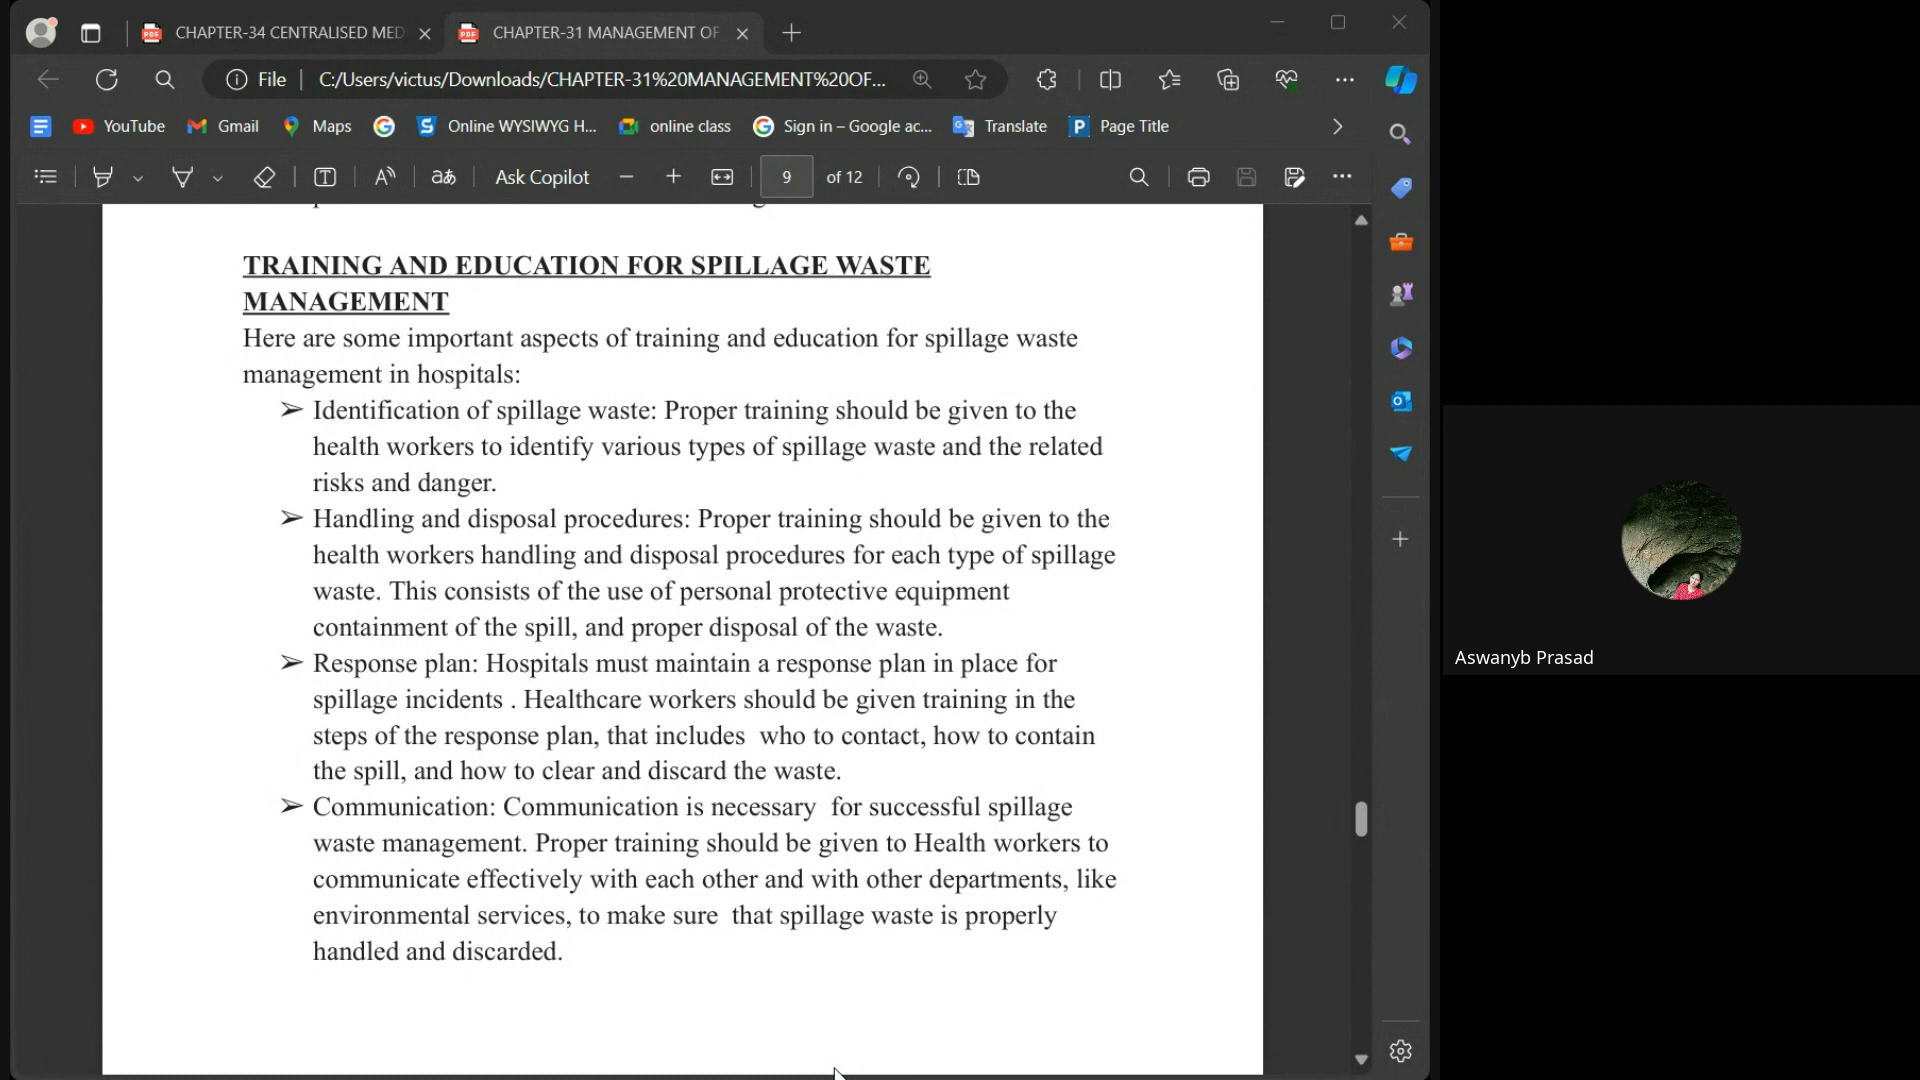 CHAPTER-34 CENTRALISED MED
CHAPTER-31 MANAGEMENT OF
File
C:/Users/victus/Downloads/CHAPTER-31%20MANAGEMENT%20OF...
YouTube
Gmail
Maps
Online WYSIWYG H...
online class
Sign in – Google ac...
Translate
Page Title
Ask Copilot
9
of 12
TRAINING AND EDUCATION FOR SPILLAGE WASTE
MANAGEMENT
Here are some important aspects of training and education for spillage waste
management in hospitals:
➢ Identification of spillage waste: Proper training should be given to the
health workers to identify various types of spillage waste and the related
risks and danger.
➢ Handling and disposal procedures: Proper training should be given to the
health workers handling and disposal procedures for each type of spillage
waste. This consists of the use of personal protective equipment
containment of the spill, and proper disposal of the waste.
➢ Response plan: Hospitals must maintain a response plan in place for
spillage incidents . Healthcare workers should be given training in the
steps of the response plan, that includes  who to contact, how to contain
the spill, and how to clear and discard the waste.
➢ Communication: Communication is necessary  for successful spillage
waste management. Proper training should be given to Health workers to
communicate effectively with each other and with other departments, like
environmental services, to make sure  that spillage waste is properly
handled and discarded.
Aswanyb Prasad